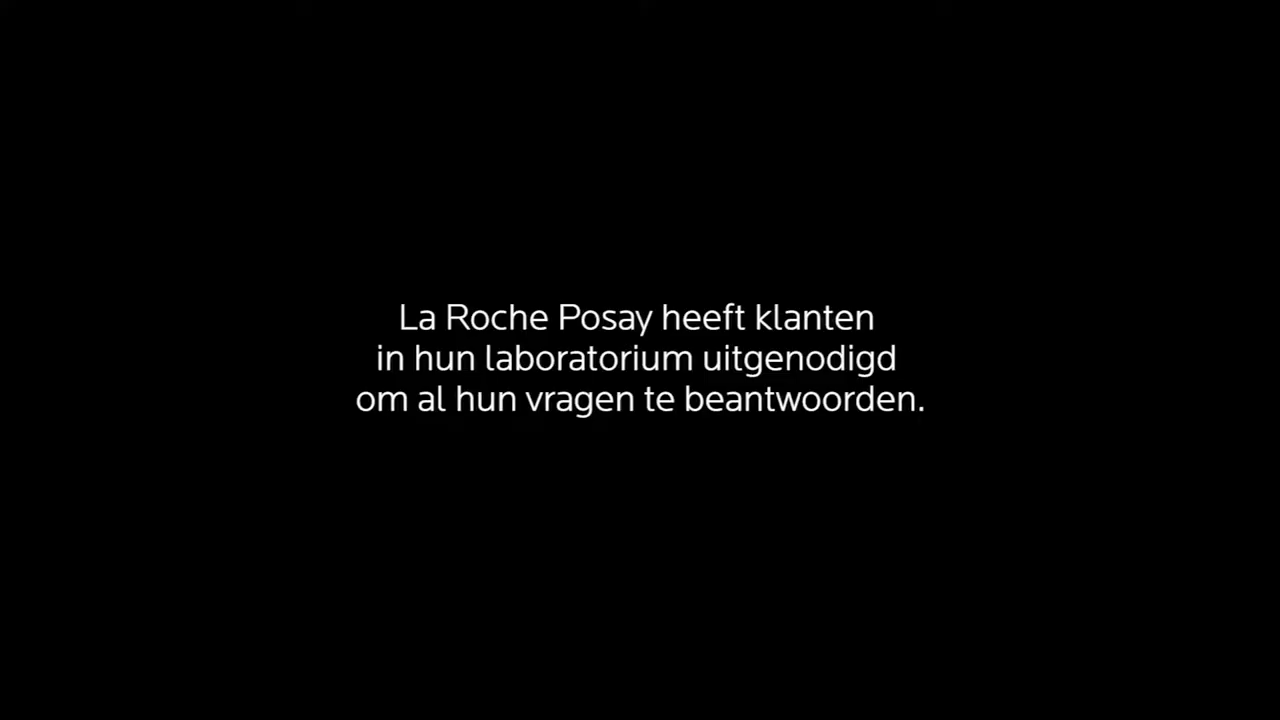 La Roche Posay heeft klanten
in hun laboratorium uitgenodigd
om al hun vragen te beantwoorden.